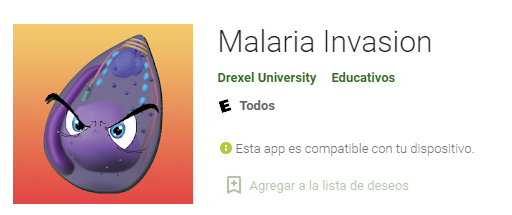 Malaria Invasion
Drexel University Educativos
E Todos
Esta app es compatible con tu dispositivo.
Agregar a la lista de deseos